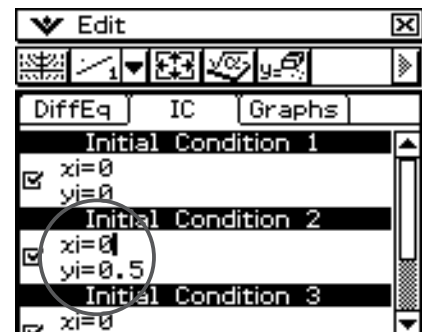 Edit
1 y=
DiffEq IC Graphs
Initial Condition 1
xi=0
yi=0
Initial Condition 2
xi=0
yi=0.5
Initial Condition 3
xi=0